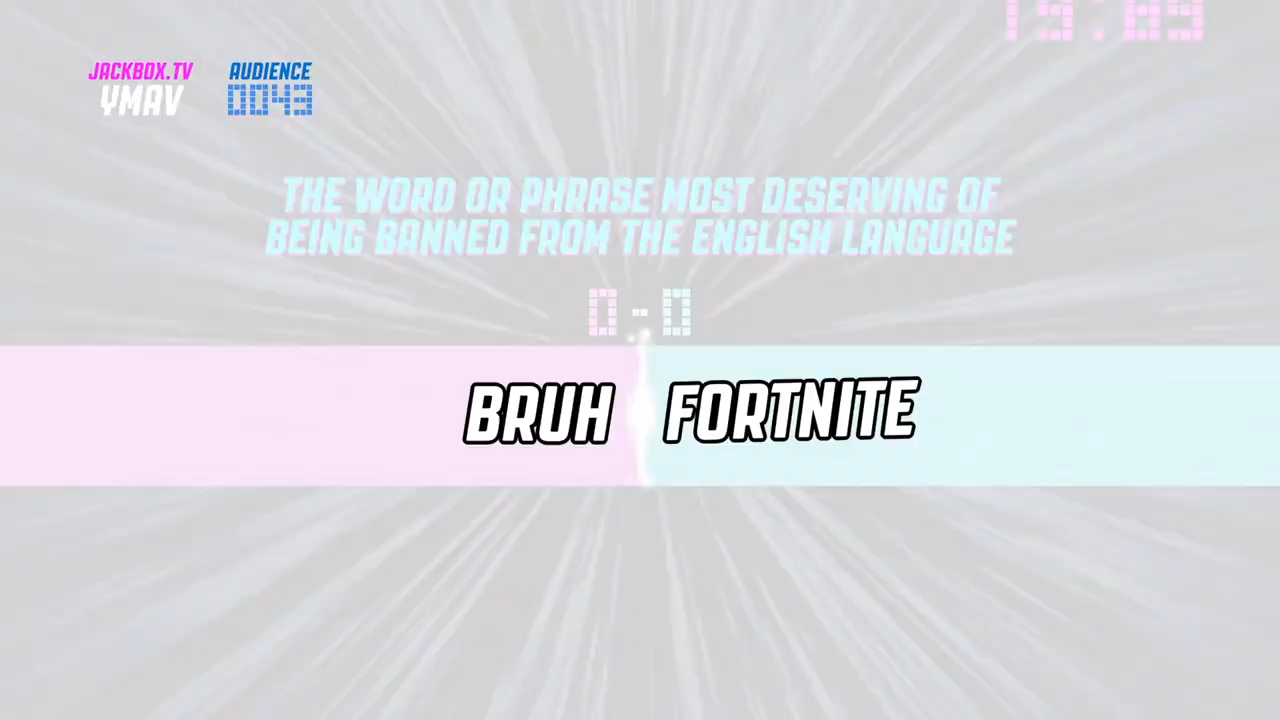 JACKBOX.TV
YMAV
AUDIENCE
0043
THE WORD OR PHRASE MOST DESERVING OF
BEING BANNED FROM THE ENGLISH LANGUAGE
0-0
BRUH
FORTNITE